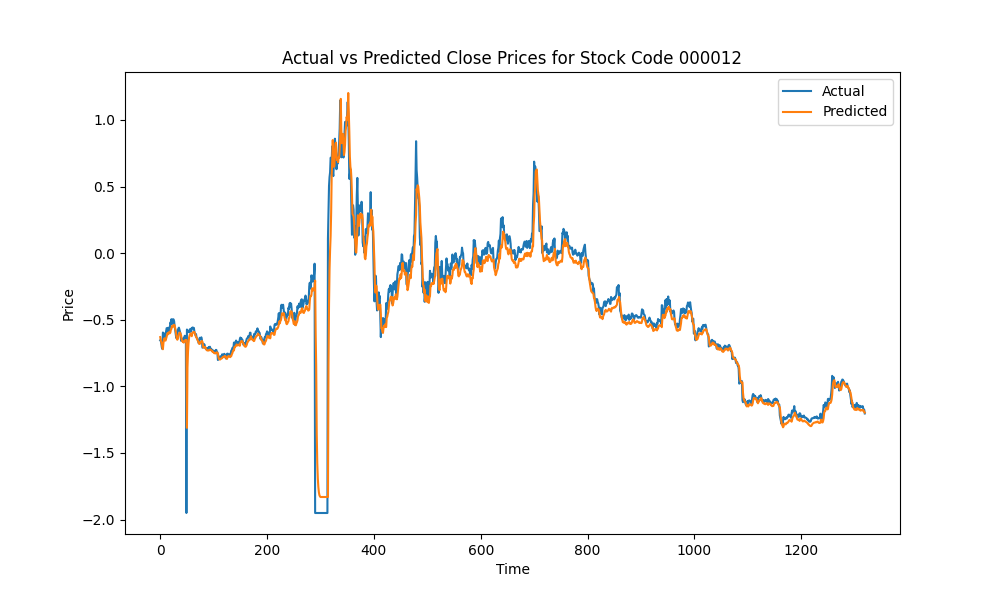 Actual vs Predicted Close Prices for Stock Code 000012
Actual
Predicted
Price
1.0
0.5
0.0
−0.5
−1.0
−1.5
−2.0
0 200 400 600 800 1000 1200
Time